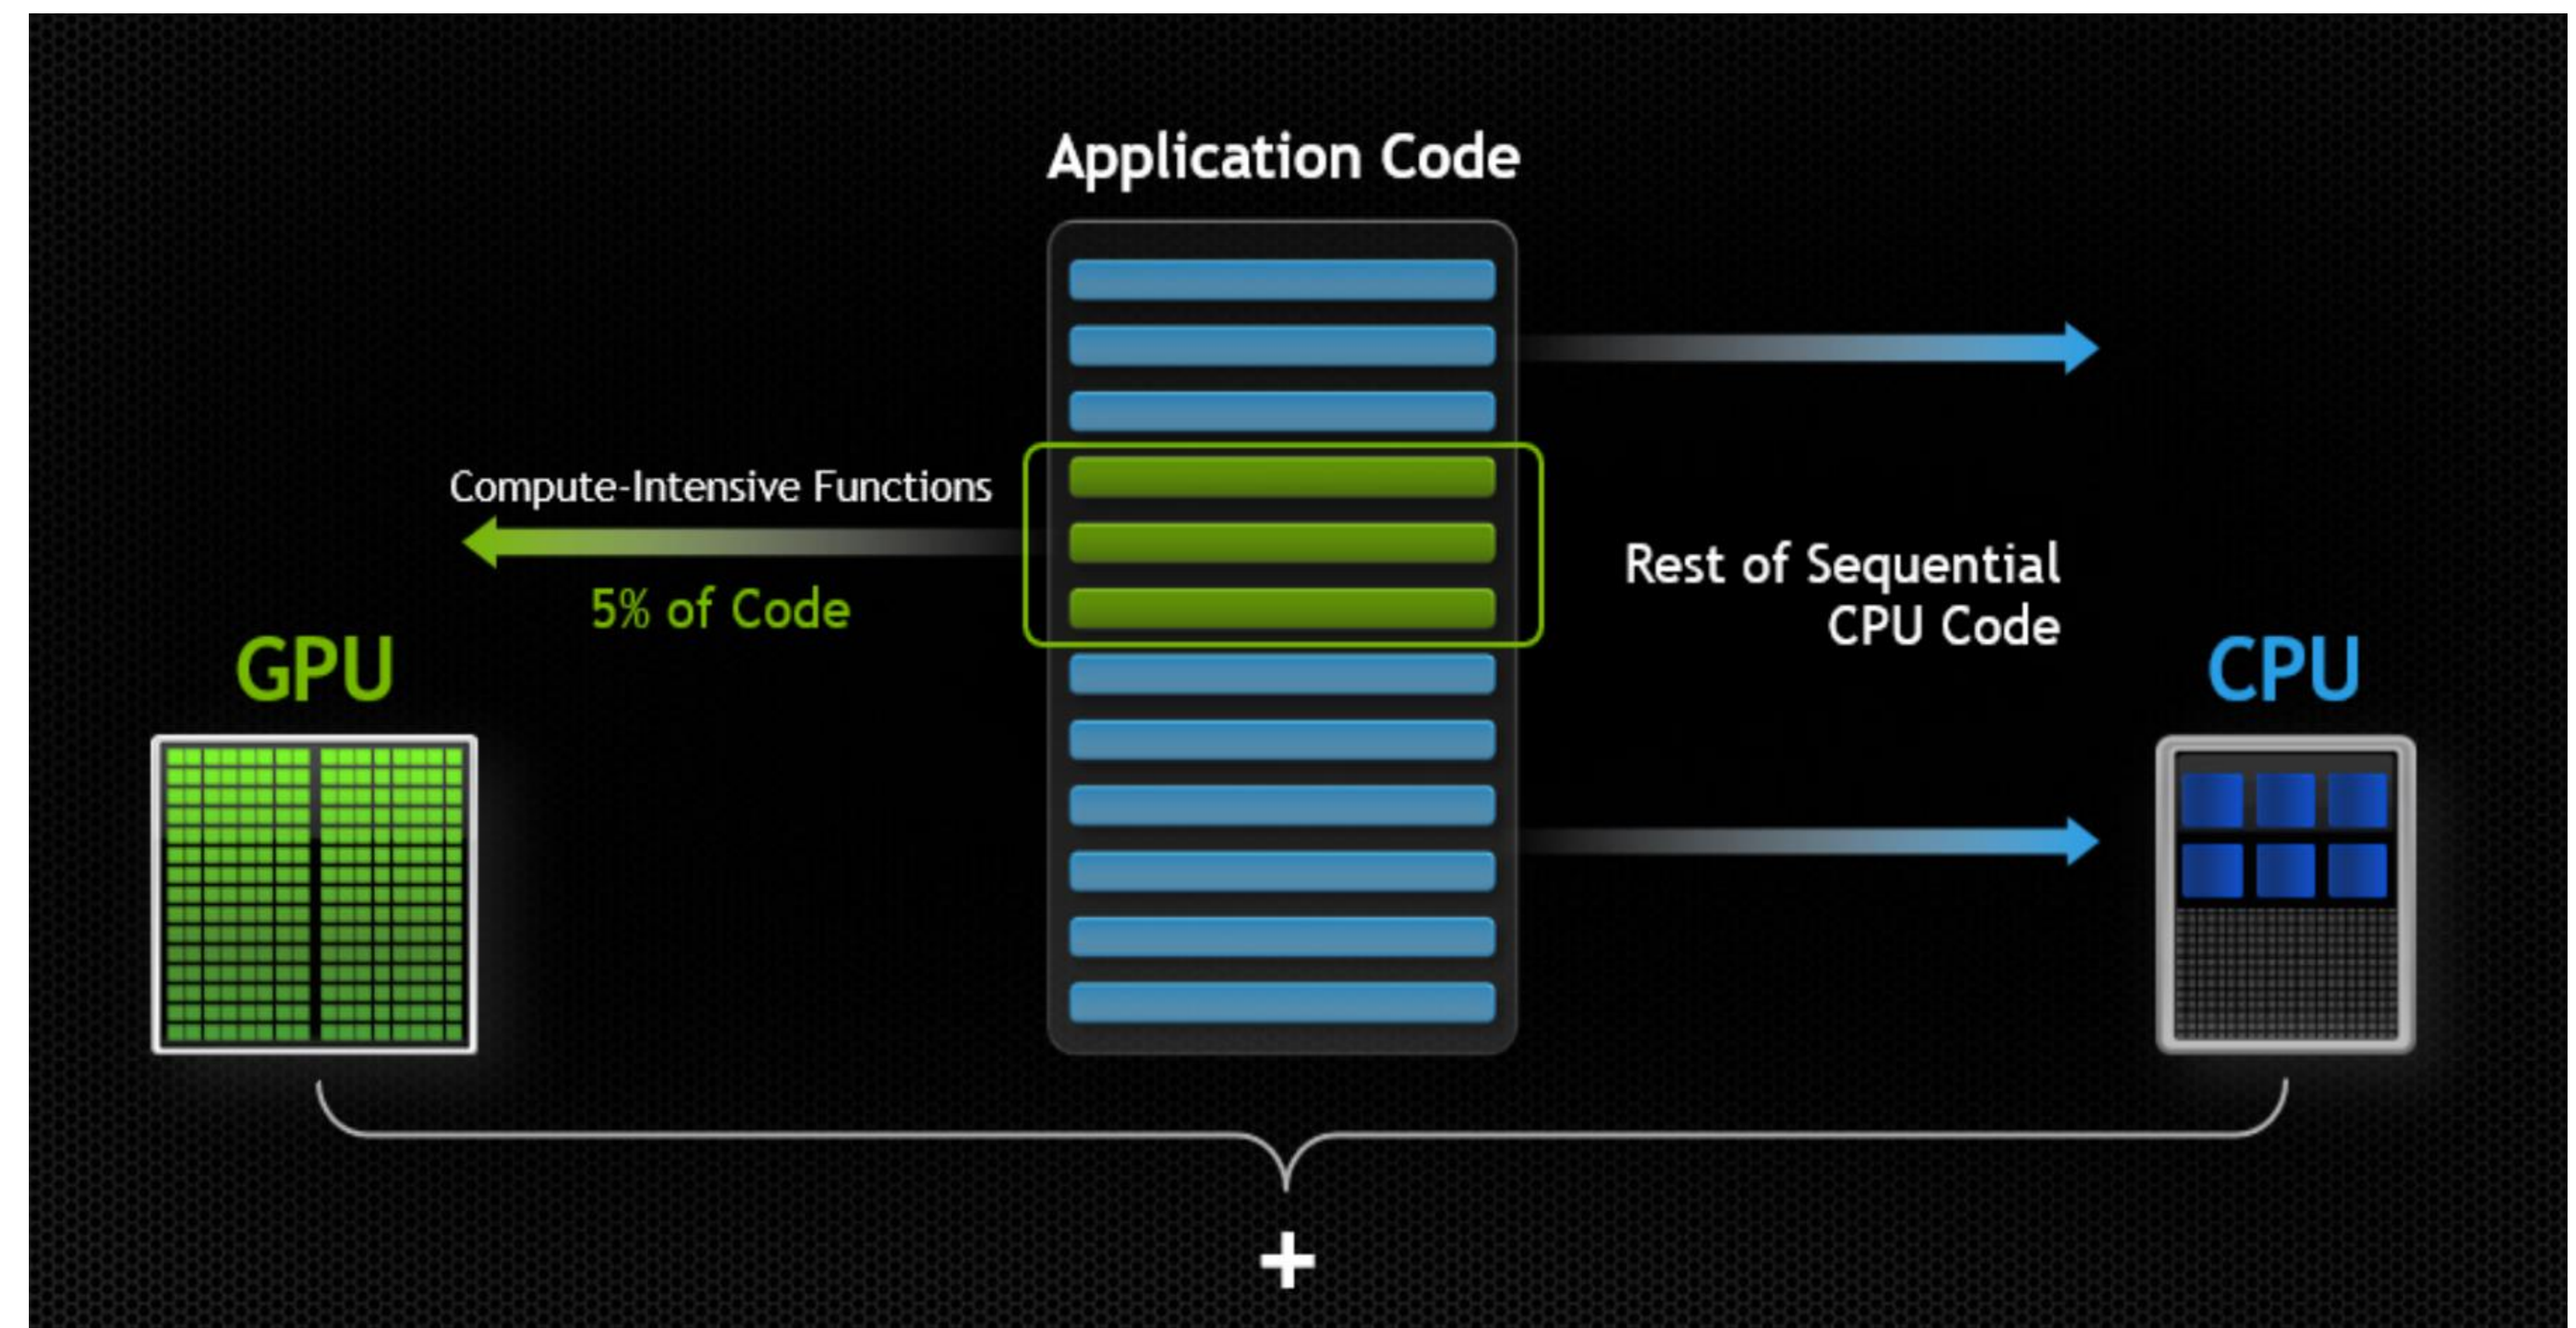 Application Code
Compute-Intensive Functions
5% of Code
Rest of Sequential
CPU Code
GPU
CPU
+